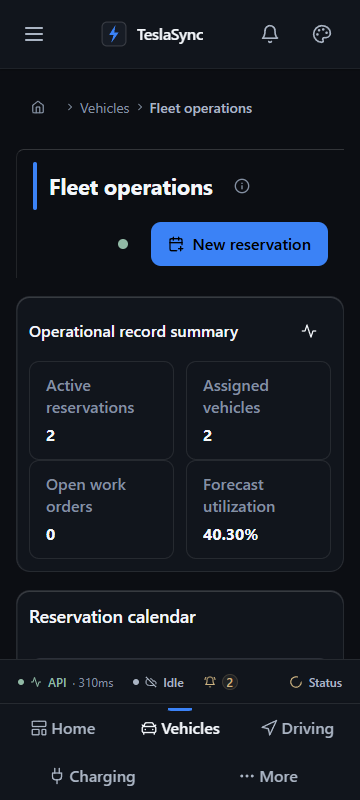 TeslaSync
Vehicles
Fleet operations
Fleet operations
New reservation
Operational record summary
Active
reservations
2
Assigned
vehicles
2
Open work
orders
0
Forecast
utilization
40.30%
Reservation calendar
API · 310ms
Idle
2
Status
Home
Vehicles
Driving
Charging
More